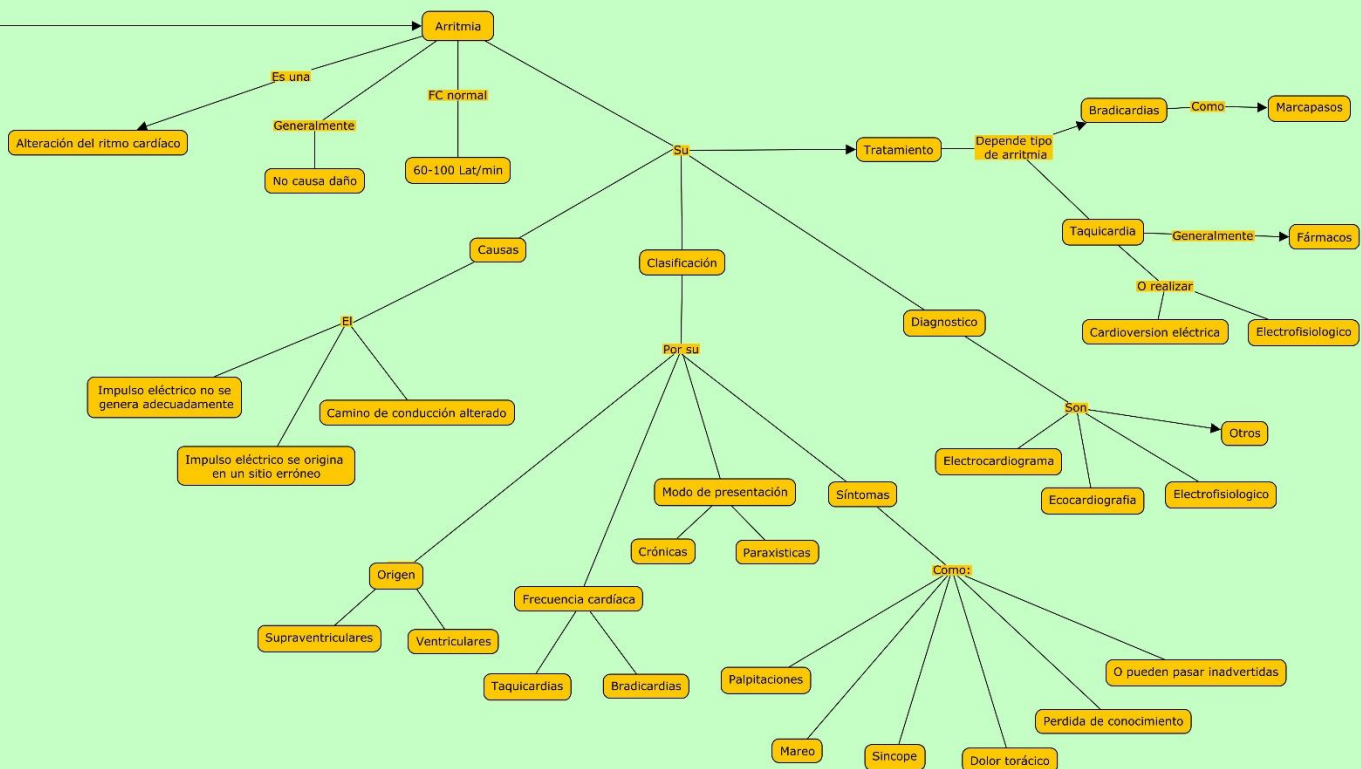 Arritmia
Es una
Alteración del ritmo cardíaco
Generalmente
No causa daño
FC normal
60-100 Lat/min
Su
Tratamiento
Depende tipo
de arritmia
Bradicardias
Como
Marcapasos
Taquicardia
Generalmente
Fármacos
O realizar
Cardioversion eléctrica
Electrofisiologico
Causas
El
Impulso eléctrico no se
genera adecuadamente
Impulso eléctrico se origina
en un sitio erróneo
Camino de conducción alterado
Clasificación
Por su
Origen
Supraventriculares
Ventriculares
Frecuencia cardíaca
Taquicardias
Bradicardias
Modo de presentación
Crónicas
Paraxisticas
Síntomas
Como:
Palpitaciones
Mareo
Sincope
Dolor torácico
Perdida de conocimiento
O pueden pasar inadvertidas
Diagnostico
Son
Electrocardiograma
Ecocardiografia
Electrofisiologico
Otros